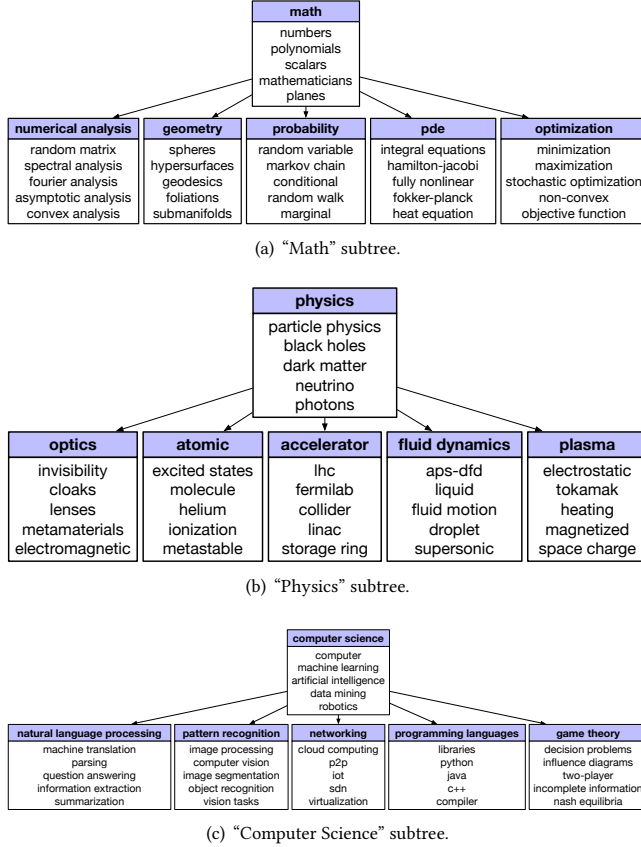 math
numbers
polynomials
scalars
mathematicians
planes
numerical analysis
random matrix
spectral analysis
fourier analysis
asymptotic analysis
convex analysis
geometry
spheres
hypersurfaces
geodesics
foliations
submanifolds
probability
random variable
markov chain
conditional
random walk
marginal
pde
integral equations
hamilton-jacobi
fully nonlinear
fokker-planck
heat equation
optimization
minimization
maximization
stochastic optimization
non-convex
objective function
(a) “Math” subtree.
physics
particle physics
black holes
dark matter
neutrino
photons
optics
invisibility
cloaks
lenses
metamaterials
electromagnetic
atomic
excited states
molecule
helium
ionization
metastable
accelerator
lhc
fermilab
collider
linac
storage ring
fluid dynamics
aps-dfd
liquid
fluid motion
droplet
supersonic
plasma
electrostatic
tokamak
heating
magnetized
space charge
(b) “Physics” subtree.
computer science
computer
machine learning
artificial intelligence
data mining
robotics
natural language processing
machine translation
parsing
question answering
information extraction
summarization
pattern recognition
image processing
computer vision
image segmentation
object recognition
vision tasks
networking
cloud computing
p2p
iot
sdn
virtualization
programming languages
libraries
python
java
c++
compiler
game theory
decision problems
influence diagrams
two-player
incomplete information
nash equilibria
(c) “Computer Science” subtree.